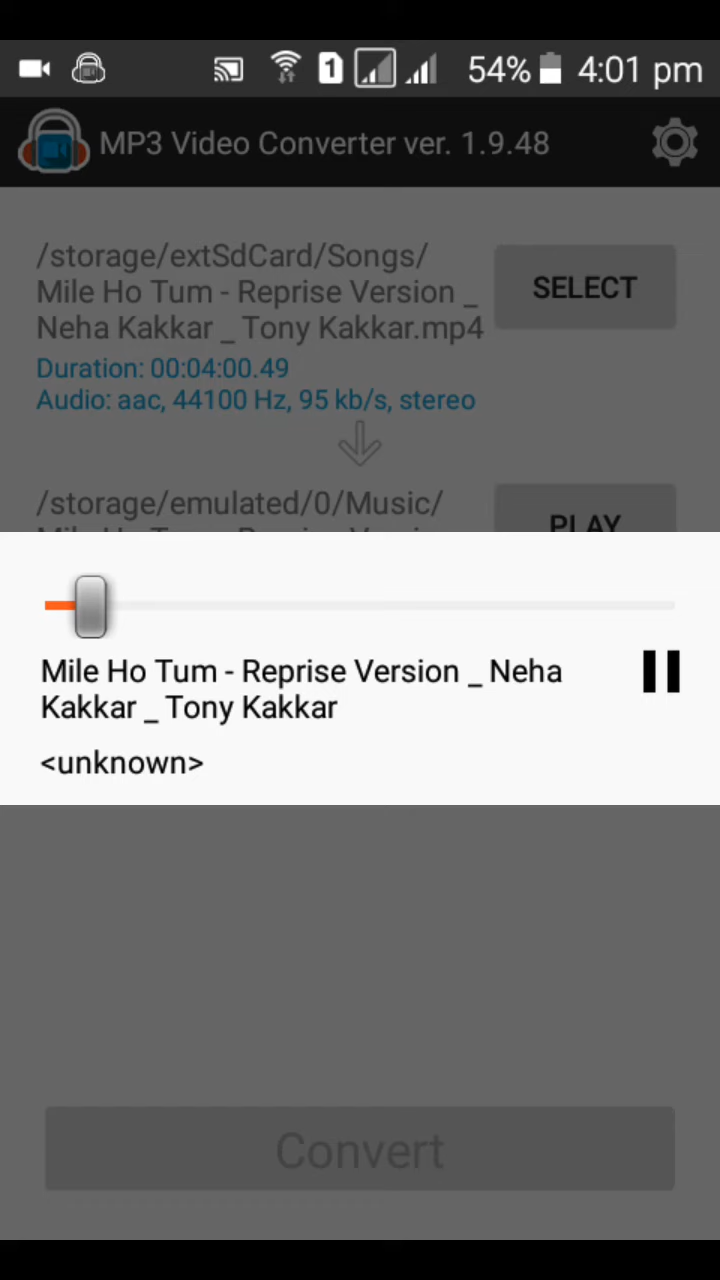 1 54% 4:01 pm
MP3 Video Converter ver. 1.9.48
/storage/extSdCard/Songs/
Mile Ho Tum - Reprise Version _
Neha Kakkar _ Tony Kakkar.mp4
SELECT
Duration: 00:04:00.49
Audio: aac, 44100 Hz, 95 kb/s, stereo
/storage/emulated/0/Music/
PLAY
Mile Ho Tum - Reprise Version _ Neha
Kakkar _ Tony Kakkar
<unknown>
Convert